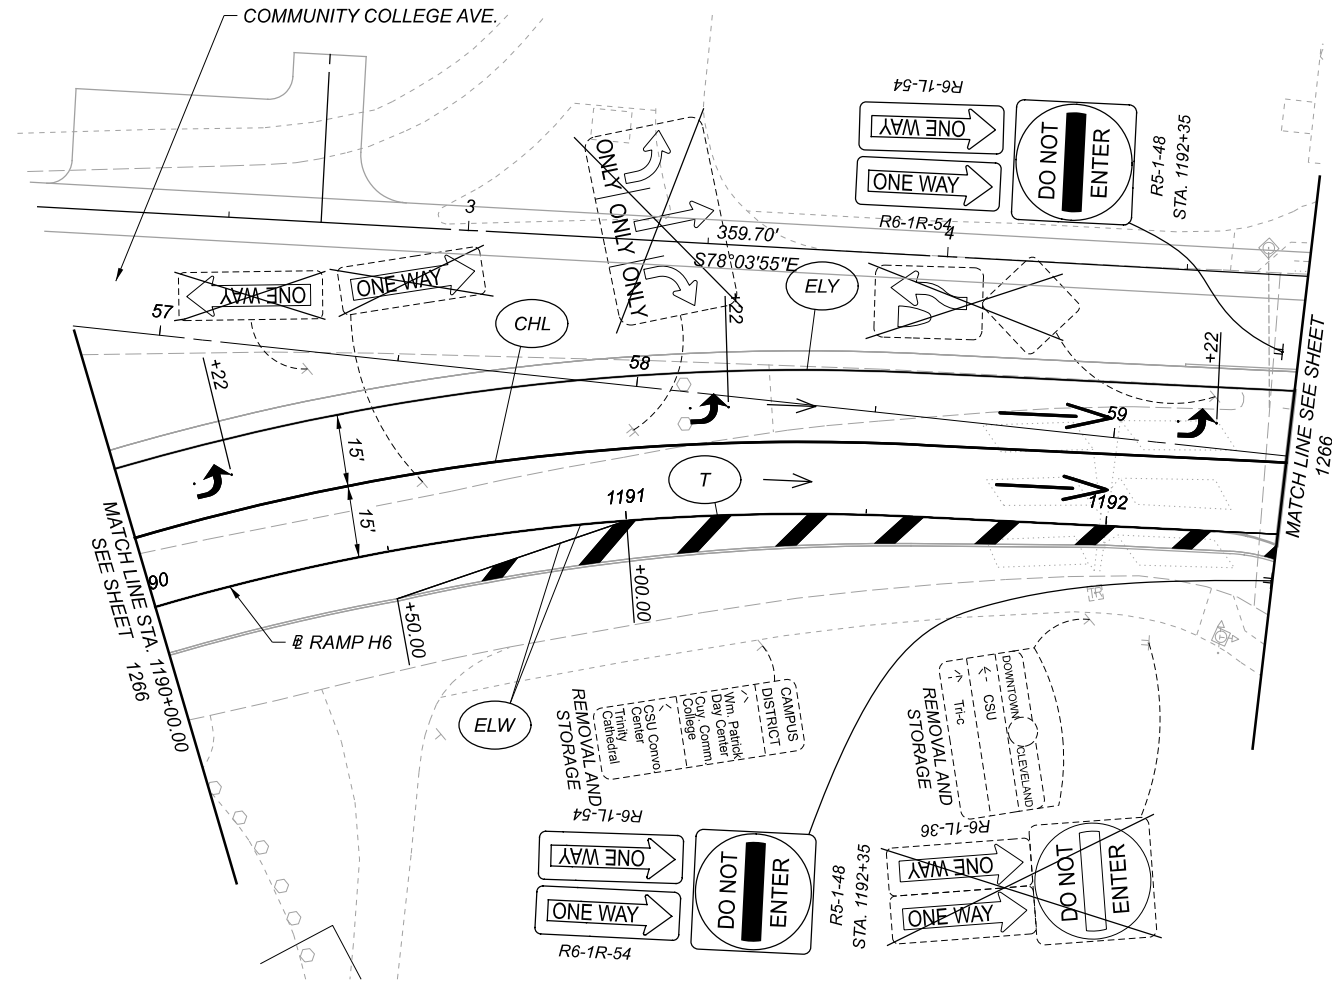 COMMUNITY COLLEGE AVE.
R6-1L-54
ONE WAY
ONE WAY
R6-1R-54
DO NOT
ENTER
R5-1-48
STA. 1192+35
3
359.70'
S78°03'55"E
4
ONLY
ONLY
ONLY
ONE WAY
ONE WAY
57
+22
CHL
58
+22
ELY
+22
59
15'
15'
T
1191
1192
MATCH LINE SEE SHEET
1266
MATCH LINE STA. 1190+00.00
SEE SHEET
1266
90
RAMP H6
+50.00
+00.00
ELW
REMOVAL AND
STORAGE
CAMPUS
DISTRICT
Wm. Patrick
Day Center
Cuy. Comm.
College
CSU Convo.
Center
Trinity
Cathedral
REMOVAL AND
STORAGE
DOWNTOWN
CLEVELAND
CSU
Tri-c
R6-1L-54
ONE WAY
ONE WAY
R6-1R-54
DO NOT
ENTER
R5-1-48
STA. 1192+35
R6-1L-36
ONE WAY
ONE WAY
DO NOT
ENTER